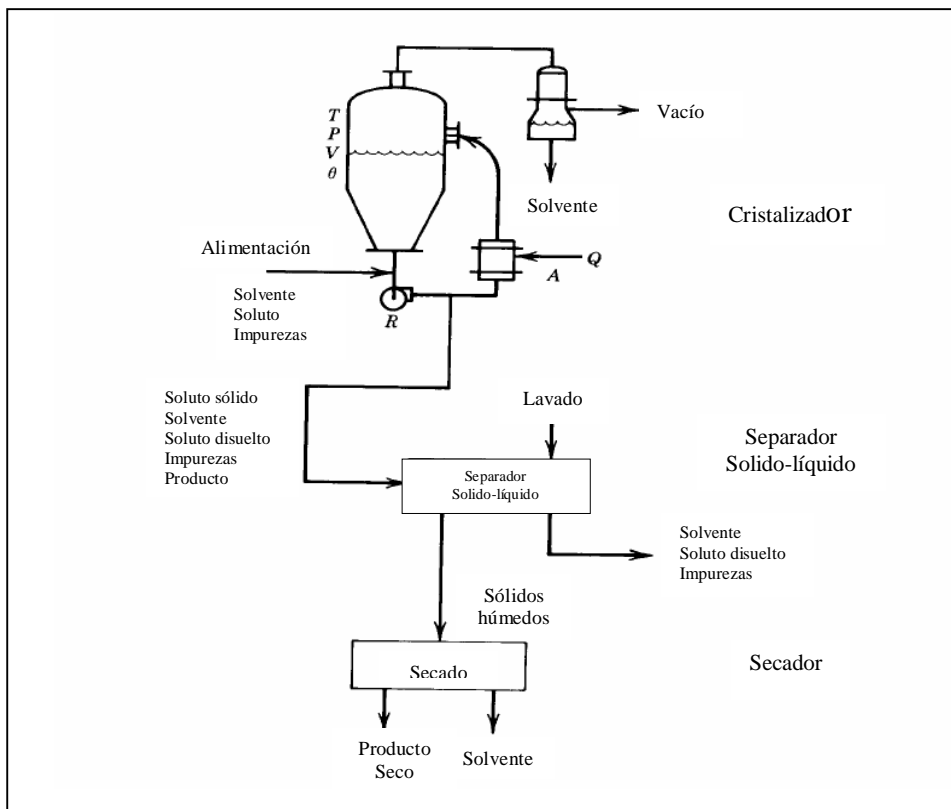 T
P
V
θ
Vacío
Solvente
Cristalizador
Alimentación
Solvente
Soluto
Impurezas
Q
A
R
Soluto sólido
Solvente
Soluto disuelto
Impurezas
Producto
Lavado
Separador
Solido-líquido
Separador
Solido-líquido
Solvente
Soluto disuelto
Impurezas
Sólidos
húmedos
Secado
Secador
Producto
Seco
Solvente